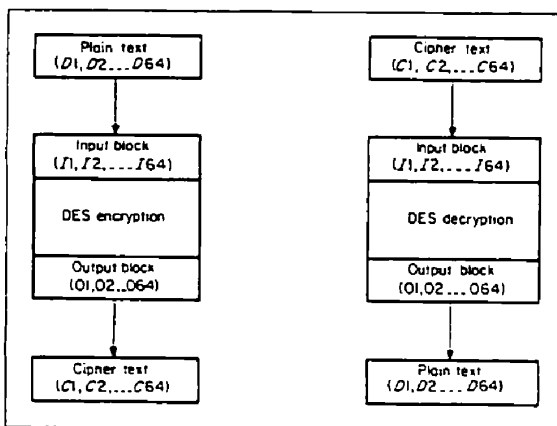 Plain text
(D1, D2...D64)
Input block
(I1, I2,....I64)
DES encryption
Output block
(O1, O2..O64)
Cipher text
(C1, C2,...C64)
Cipher text
(C1, C2,...C64)
Input block
(I1, I2,....I64)
DES decryption
Output block
(O1, O2... O64)
Plain text
(D1, D2... D64)